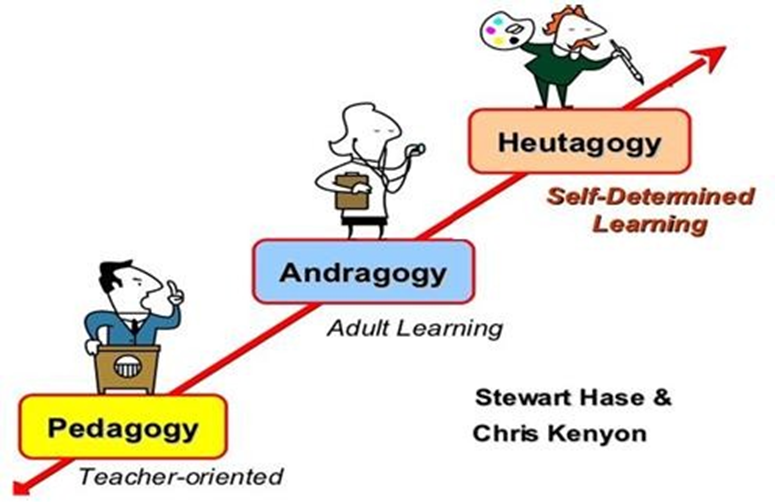 Heutagogy
Self-Determined
Learning
Andragogy
Adult Learning
Stewart Hase &
Chris Kenyon
Pedagogy
Teacher-oriented